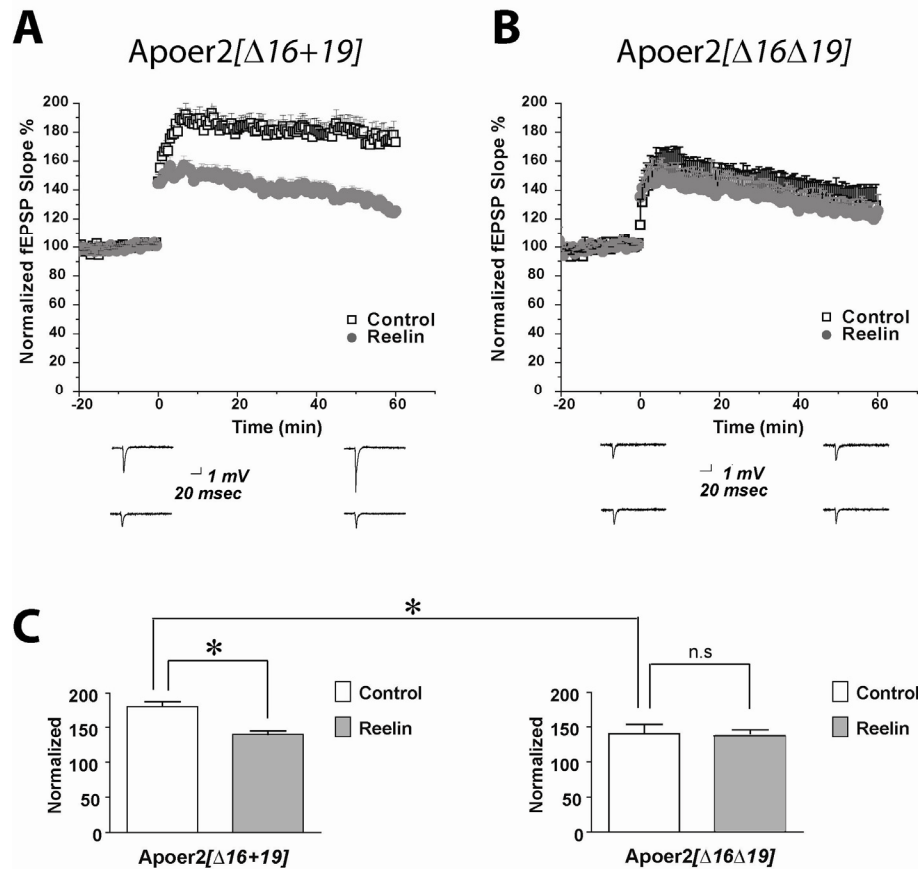 A
Apoer2[Δ16+19]
Normalized fEPSP Slope %
200
180
160
140
120
100
80
60
40
20
0
-20 0 20 40 60
Time (min)
Control
Reelin
1 mV
20 msec
B
Apoer2[Δ16Δ19]
Normalized fEPSP Slope %
200
180
160
140
120
100
80
60
40
20
0
-20 0 20 40 60
Time (min)
Control
Reelin
1 mV
20 msec
C
*
*
Normalized
200
150
100
50
0
Control
Reelin
Apoer2[Δ16+19]
n.s
Normalized
200
150
100
50
0
Control
Reelin
Apoer2[Δ16Δ19]